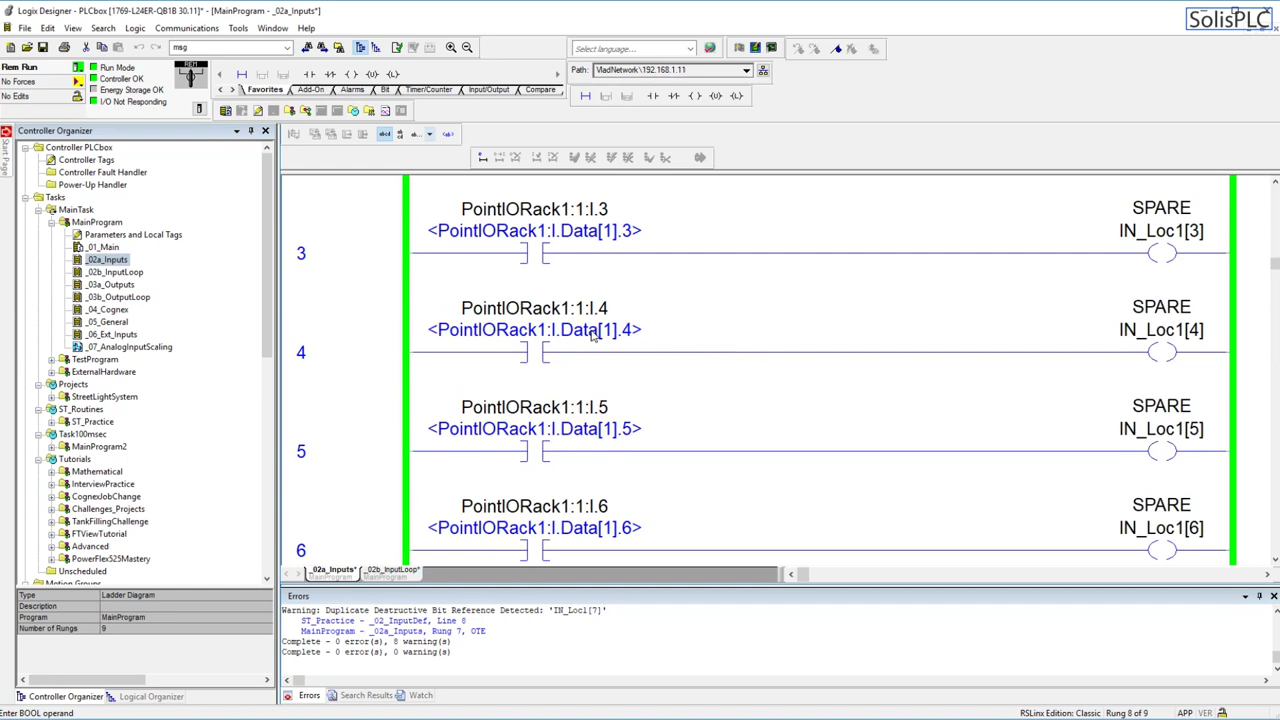 Logix Designer - PLCbox [1769-L24ER-QB1B 30.11]* - [MainProgram - _02a_Inputs*]
SolisPLC
File Edit View Search Logic Communications Tools Window Help
msg
Select language...
Rem Run
Run Mode
No Forces
Controller OK
Energy Storage OK
No Edits
I/O Not Responding
REM
Path: VladNetwork\192.168.1.11
Favorites Add-On Alarms Bit Timer/Counter Input/Output Compare
Start Page
Controller Organizer
Controller PLCbox
Controller Tags
Controller Fault Handler
Power-Up Handler
Tasks
MainTask
MainProgram
Parameters and Local Tags
_01_Main
_02a_Inputs
_02b_InputLoop
_03a_Outputs
_03b_OutputLoop
_04_Cognex
_05_General
_06_Ext_Inputs
_07_AnalogInputScaling
TestProgram
ExternalHardware
Projects
StreetLightSystem
ST_Routines
ST_Practice
Task100msec
MainProgram2
Tutorials
Mathematical
InterviewPractice
CognexJobChange
Challenges_Projects
TankFillingChallenge
FTViewTutorial
Advanced
PowerFlex525Mastery
Unscheduled
Motion Groups
Type Ladder Diagram
Description
Program MainProgram
Number of Rungs 9
Controller Organizer Logical Organizer
PointIORack1:1:I.3
<PointIORack1:I.Data[1].3>
SPARE
IN_Loc1[3]
3
PointIORack1:1:I.4
<PointIORack1:I.Data[1].4>
SPARE
IN_Loc1[4]
4
PointIORack1:1:I.5
<PointIORack1:I.Data[1].5>
SPARE
IN_Loc1[5]
5
PointIORack1:1:I.6
<PointIORack1:I.Data[1].6>
SPARE
IN_Loc1[6]
6
_02a_Inputs* _02b_InputLoop*
MainProgram MainProgram
Errors
Warning: Duplicate Destructive Bit Reference Detected: 'IN_Loc1[7]'
ST_Practice - _02_InputDef, Line 8
MainProgram - _02a_Inputs, Rung 7, OTE
Complete - 0 error(s), 8 warning(s)
Complete - 0 error(s), 0 warning(s)
Errors Search Results Watch
Enter BOOL operand
RSLinx Edition: Classic Rung 8 of 9 APP VER